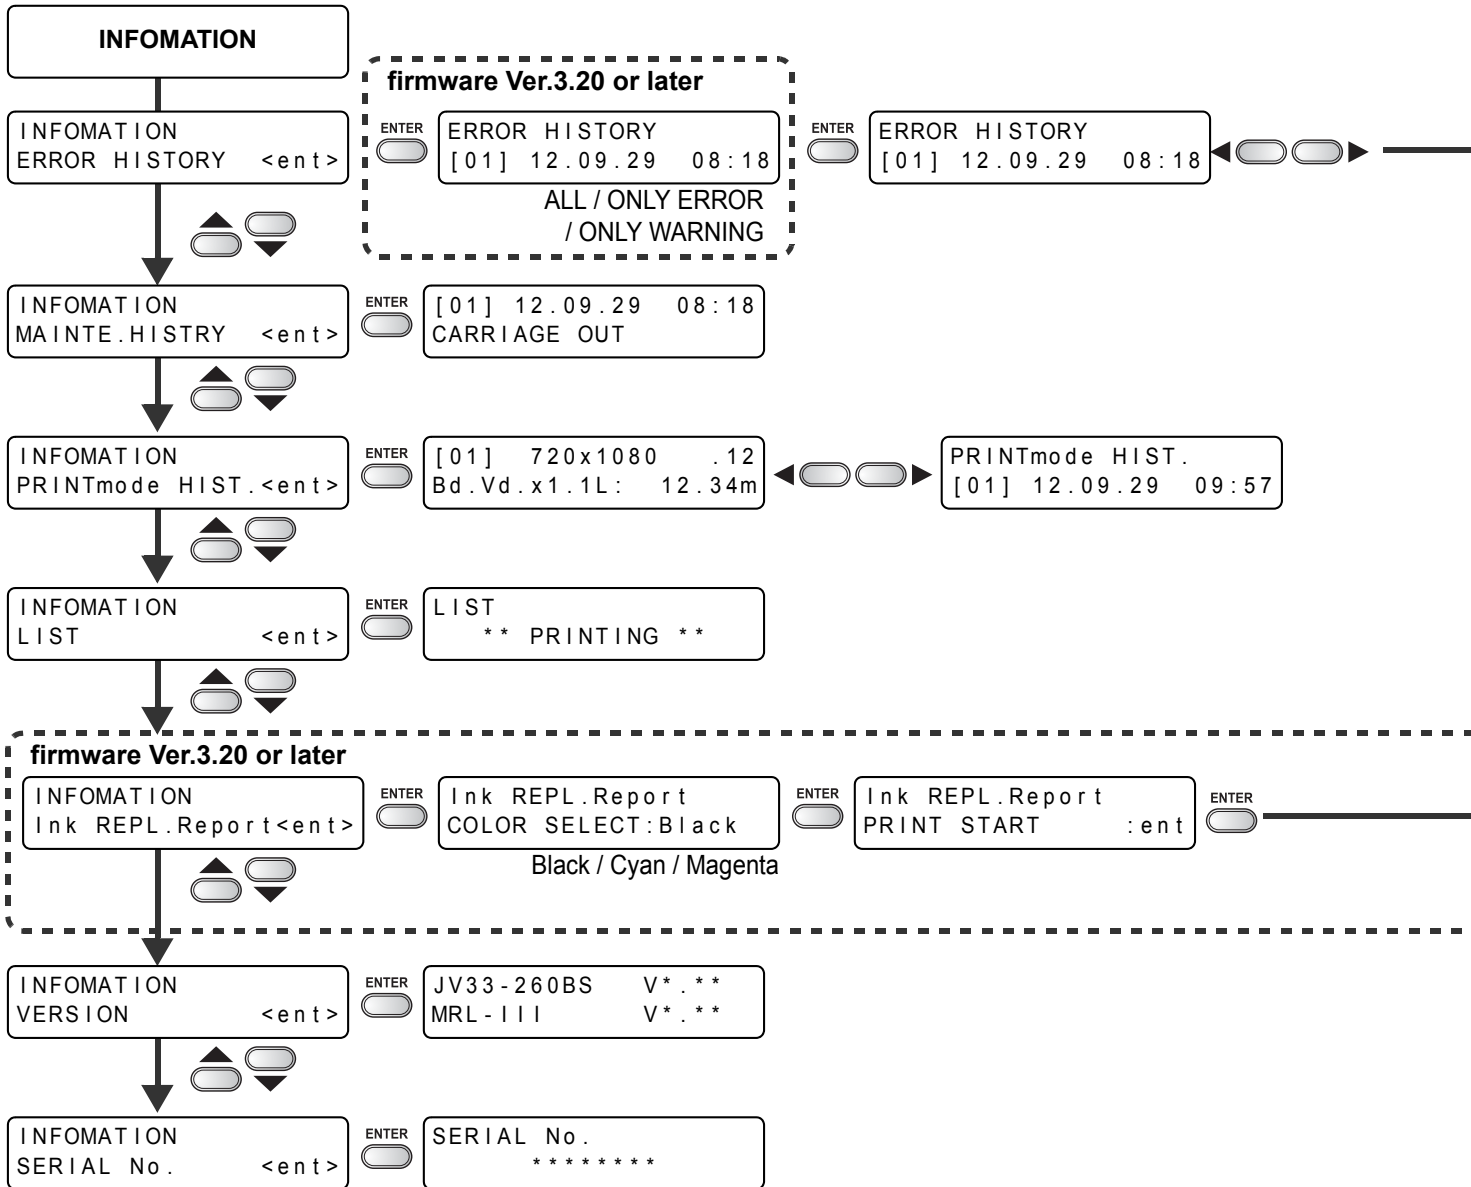 INFOMATION
firmware Ver.3.20 or later
INFOMATION
ERROR HISTORY <ent>
ENTER
ERROR HISTORY
[01] 12.09.29 08:18
ALL / ONLY ERROR
/ ONLY WARNING
ENTER
ERROR HISTORY
[01] 12.09.29 08:18
INFOMATION
MAINTE.HISTRY <ent>
ENTER
[01] 12.09.29 08:18
CARRIAGE OUT
INFOMATION
PRINTmode HIST.<ent>
ENTER
[01] 720x1080 .12
Bd.Vd.x1.1L: 12.34m
PRINTmode HIST.
[01] 12.09.29 09:57
INFOMATION
LIST <ent>
ENTER
LIST
** PRINTING **
firmware Ver.3.20 or later
INFOMATION
Ink REPL.Report<ent>
ENTER
Ink REPL.Report
COLOR SELECT:Black
Black / Cyan / Magenta
ENTER
Ink REPL.Report
PRINT START :ent
ENTER
INFOMATION
VERSION <ent>
ENTER
JV33-260BS V*.**
MRL-III V*.**
INFOMATION
SERIAL No. <ent>
ENTER
SERIAL No.
********